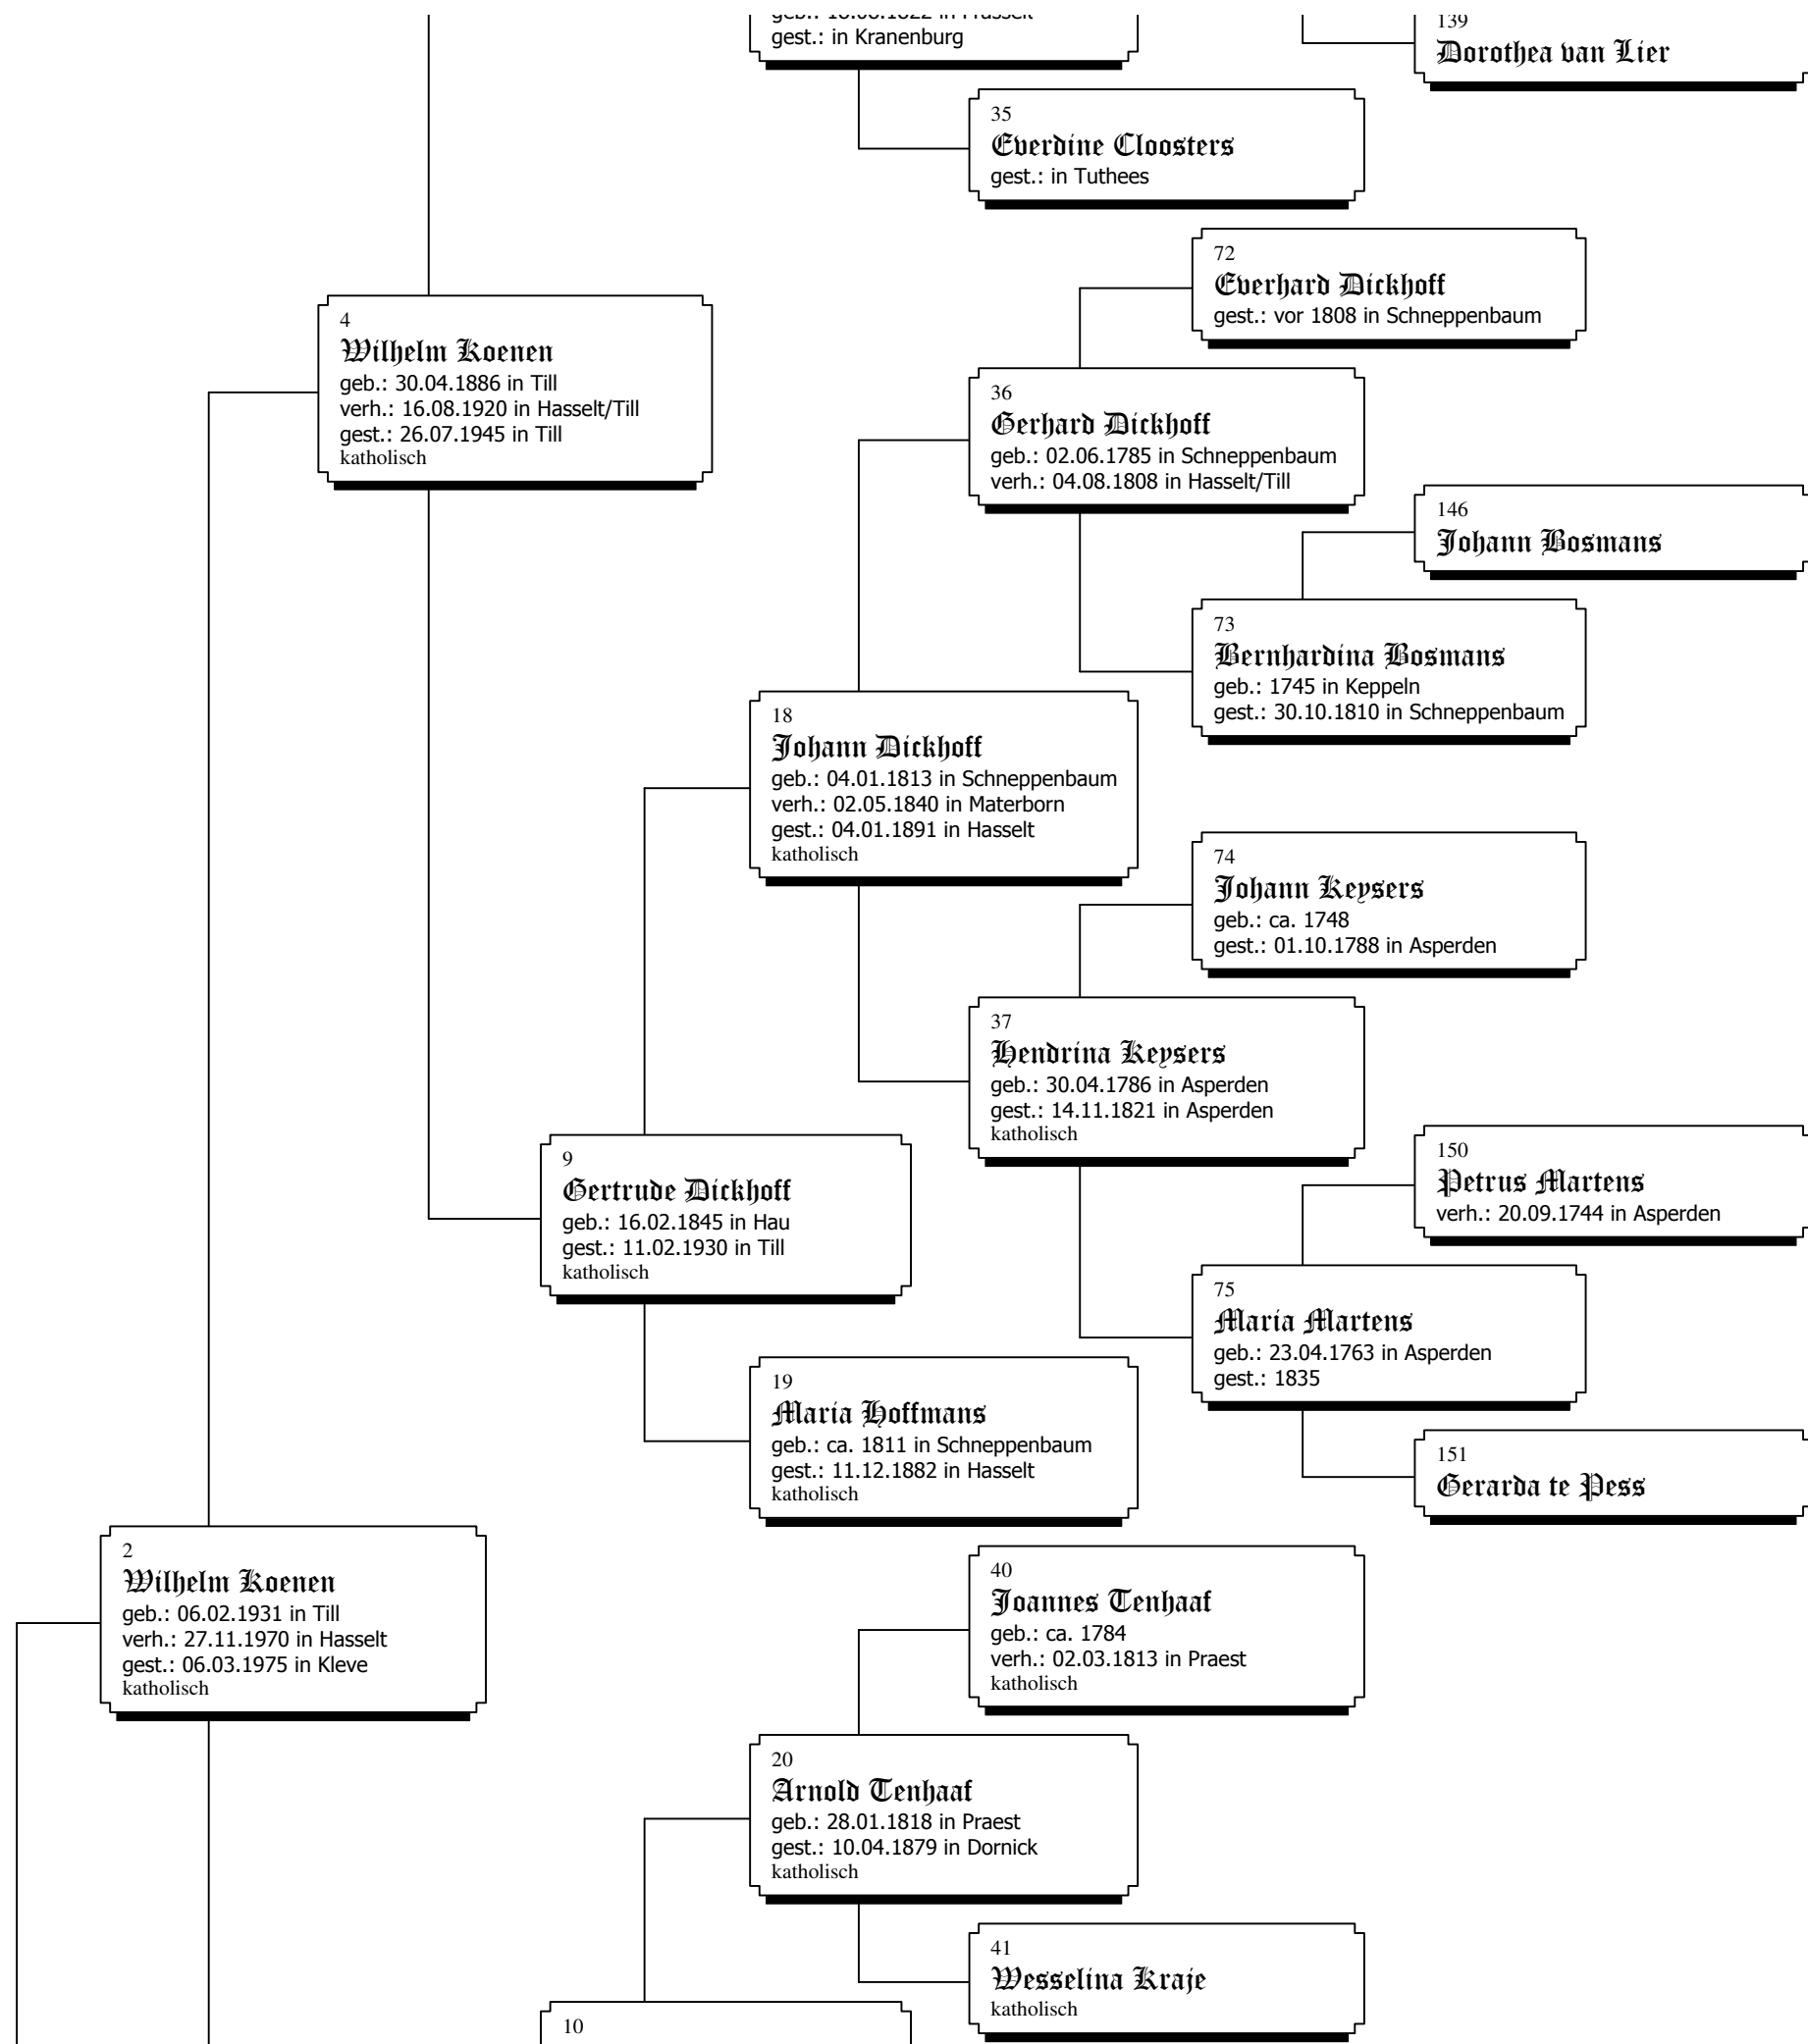 gest.: in Kranenburg
139
Dorothea van Lier
35
Everdine Cloosters
gest.: in Tuthees
72
Everhard Dickhoff
gest.: vor 1808 in Schneppenbaum
4
Wilhelm Koenen
geb.: 30.04.1886 in Till
verh.: 16.08.1920 in Hasselt/Till
gest.: 26.07.1945 in Till
katholisch
36
Gerhard Dickhoff
geb.: 02.06.1785 in Schneppenbaum
verh.: 04.08.1808 in Hasselt/Till
146
Johann Bosmans
73
Bernhardina Bosmans
geb.: 1745 in Keppeln
gest.: 30.10.1810 in Schneppenbaum
18
Johann Dickhoff
geb.: 04.01.1813 in Schneppenbaum
verh.: 02.05.1840 in Materborn
gest.: 04.01.1891 in Hasselt
katholisch
74
Johann Keysers
geb.: ca. 1748
gest.: 01.10.1788 in Asperden
37
Hendrina Keysers
geb.: 30.04.1786 in Asperden
gest.: 14.11.1821 in Asperden
katholisch
9
Gertrude Dickhoff
geb.: 16.02.1845 in Hau
gest.: 11.02.1930 in Till
katholisch
150
Petrus Martens
verh.: 20.09.1744 in Asperden
75
Maria Martens
geb.: 23.04.1763 in Asperden
gest.: 1835
19
Maria Hoffmans
geb.: ca. 1811 in Schneppenbaum
gest.: 11.12.1882 in Hasselt
katholisch
151
Gerarda te Pess
2
Wilhelm Koenen
geb.: 06.02.1931 in Till
verh.: 27.11.1970 in Hasselt
gest.: 06.03.1975 in Kleve
katholisch
40
Joannes Tenhaaf
geb.: ca. 1784
verh.: 02.03.1813 in Praest
katholisch
20
Arnold Tenhaaf
geb.: 28.01.1818 in Praest
gest.: 10.04.1879 in Dornick
katholisch
41
Wesselina Kraje
katholisch
10